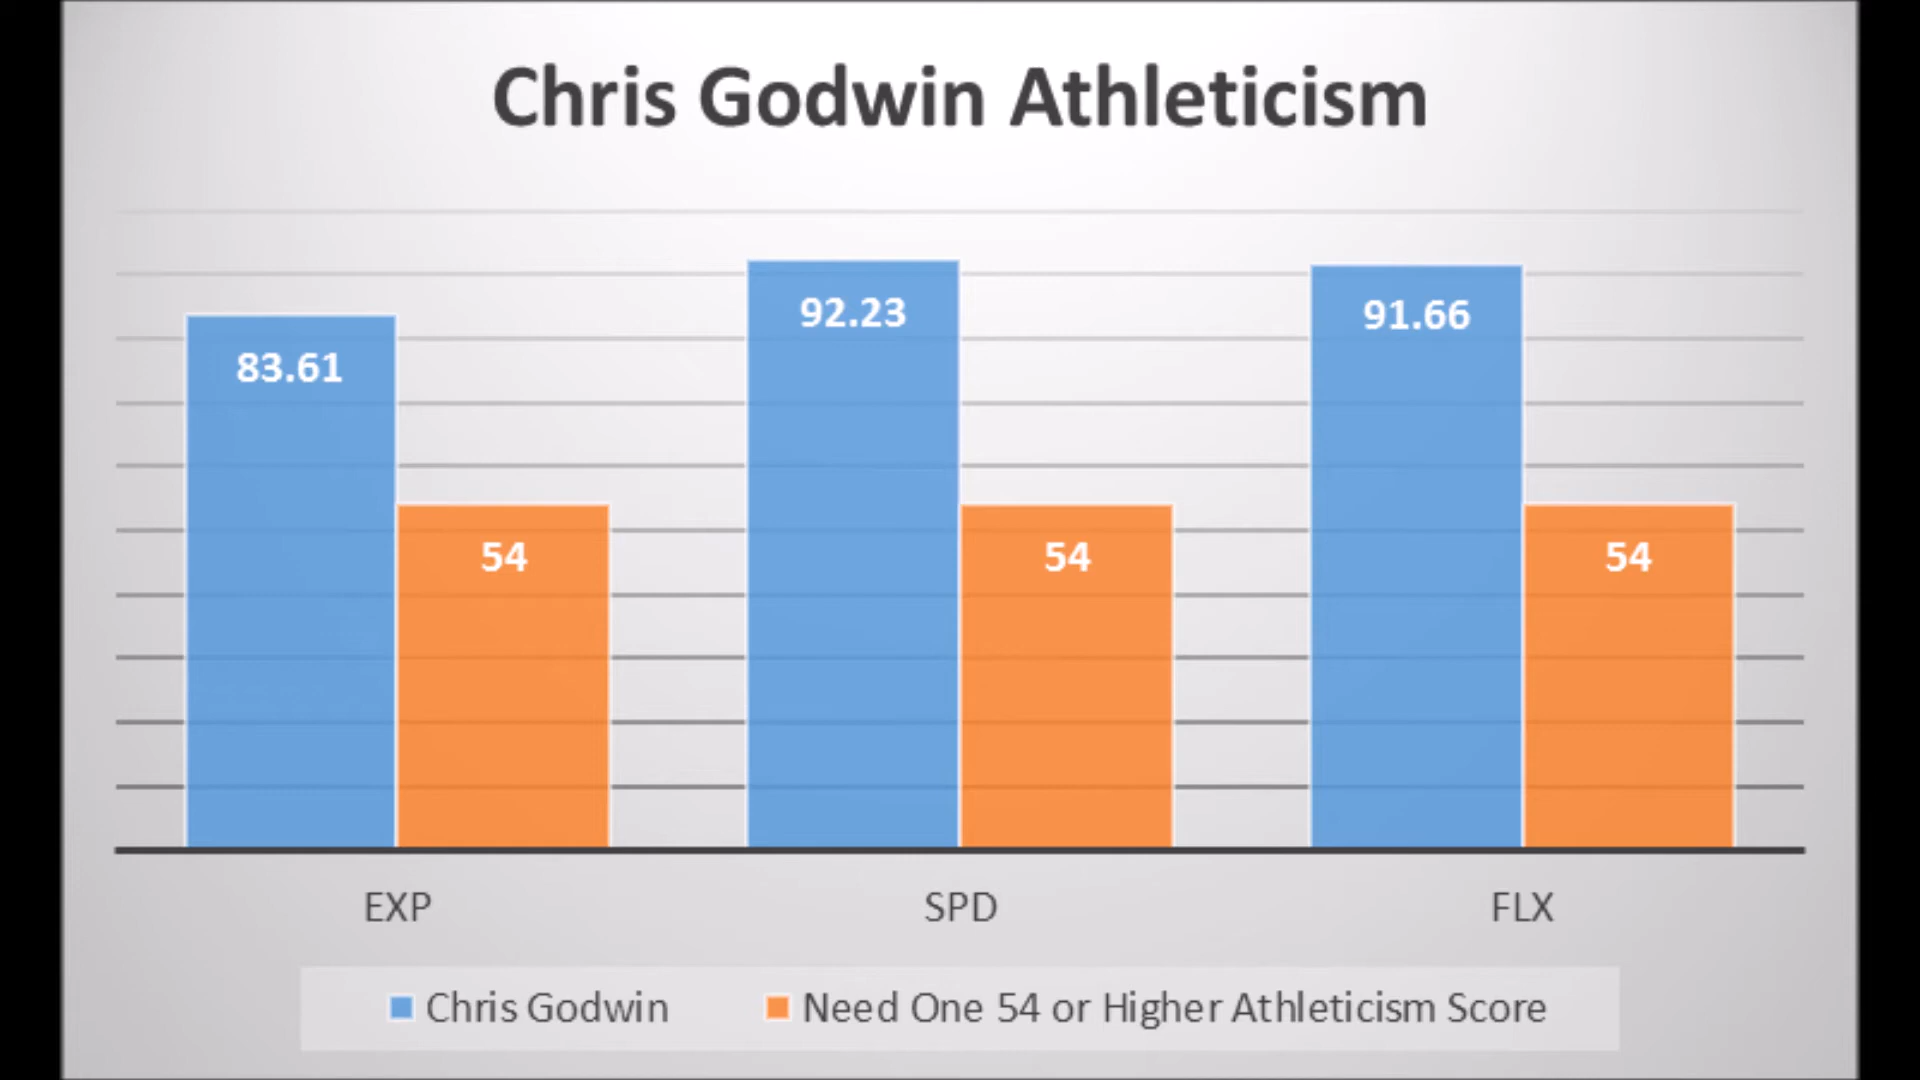 Chris Godwin Athleticism
83.61
92.23
91.66
54
54
54
EXP
SPD
FLX
Chris Godwin
Need One 54 or Higher Athleticism Score